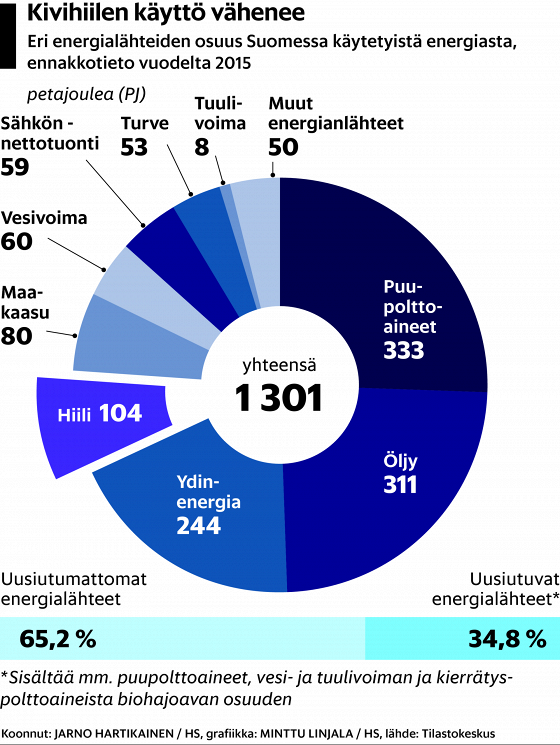 Kivihiilen käyttö vähenee
Eri energialähteiden osuus Suomessa käytetyistä energiasta,
ennakkotieto vuodelta 2015
petajoulea (PJ)
Sähkön -
nettotuonti
59
Turve
53
Tuuli-
voima
8
Muut
energianlähteet
50
Vesivoima
60
Maa-
kaasu
80
Hiili 104
Puu-
poltto-
aineet
333
yhteensä
1 301
Öljy
311
Ydin-
energia
244
Uusiutumattomat
energialähteet
65,2 %
Uusiutuvat
energialähteet*
34,8 %
*Sisältää mm. puupolttoaineet, vesi- ja tuulivoiman ja kierrätys-
polttoaineista biohajoavan osuuden
Koonnut: JARNO HARTIKAINEN / HS, grafiikka: MINTTU LINJALA / HS, lähde: Tilastokeskus